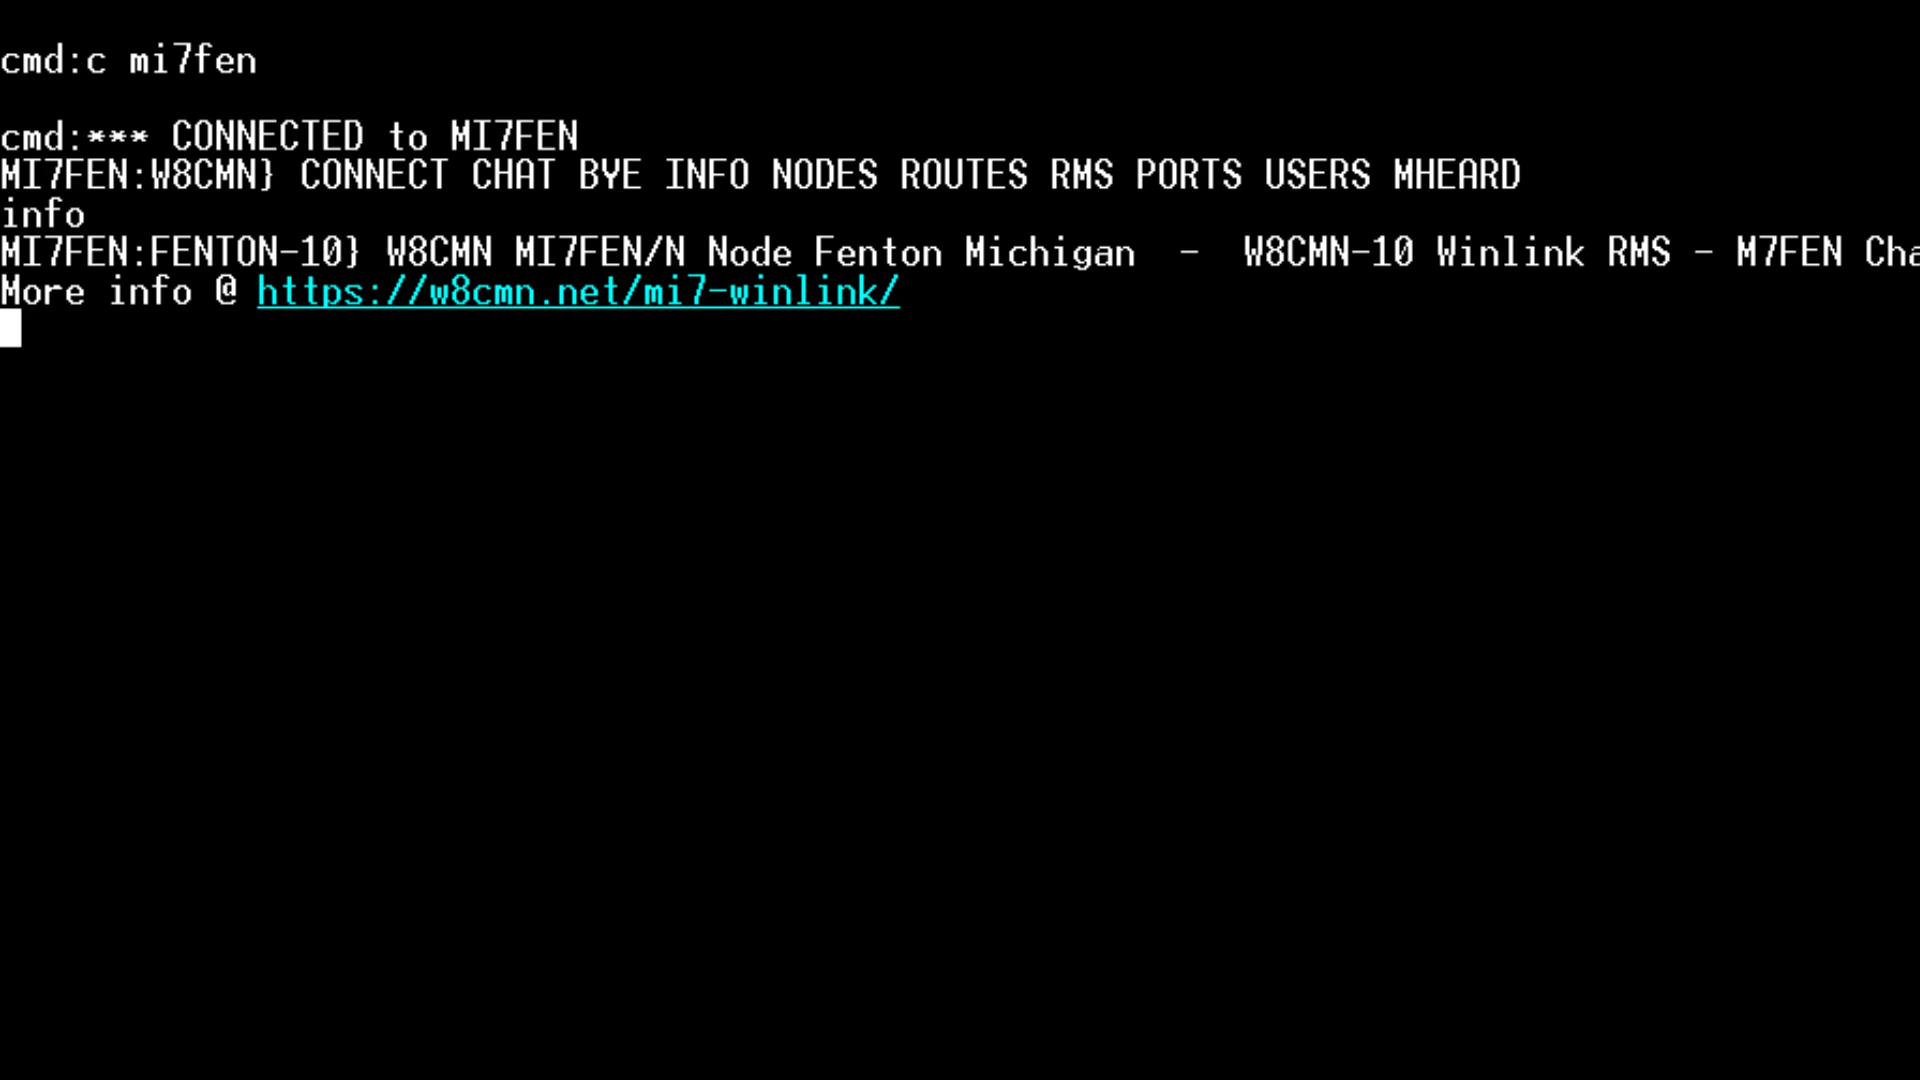 cmd:c mi7fen
cmd:*** CONNECTED to MI7FEN
MI7FEN:W8CMN} CONNECT CHAT BYE INFO NODES ROUTES RMS PORTS USERS MHEARD
info
MI7FEN:FENTON-10} W8CMN MI7FEN/N Node Fenton Michigan  -  W8CMN-10 Winlink RMS - M7FEN Cha
More info @ https://w8cmn.net/mi7-winlink/